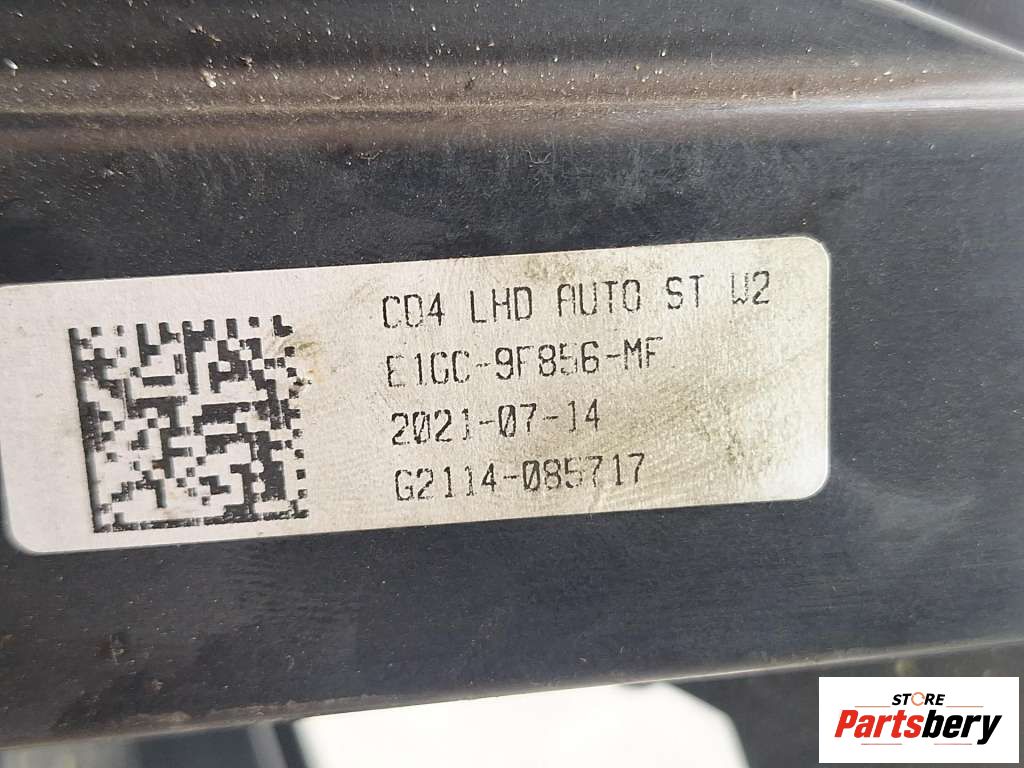 CD4 LHD AUTO ST W2
E1GC-9F856-MF
2021-07-14
G2114-085717
STORE
Partsbery